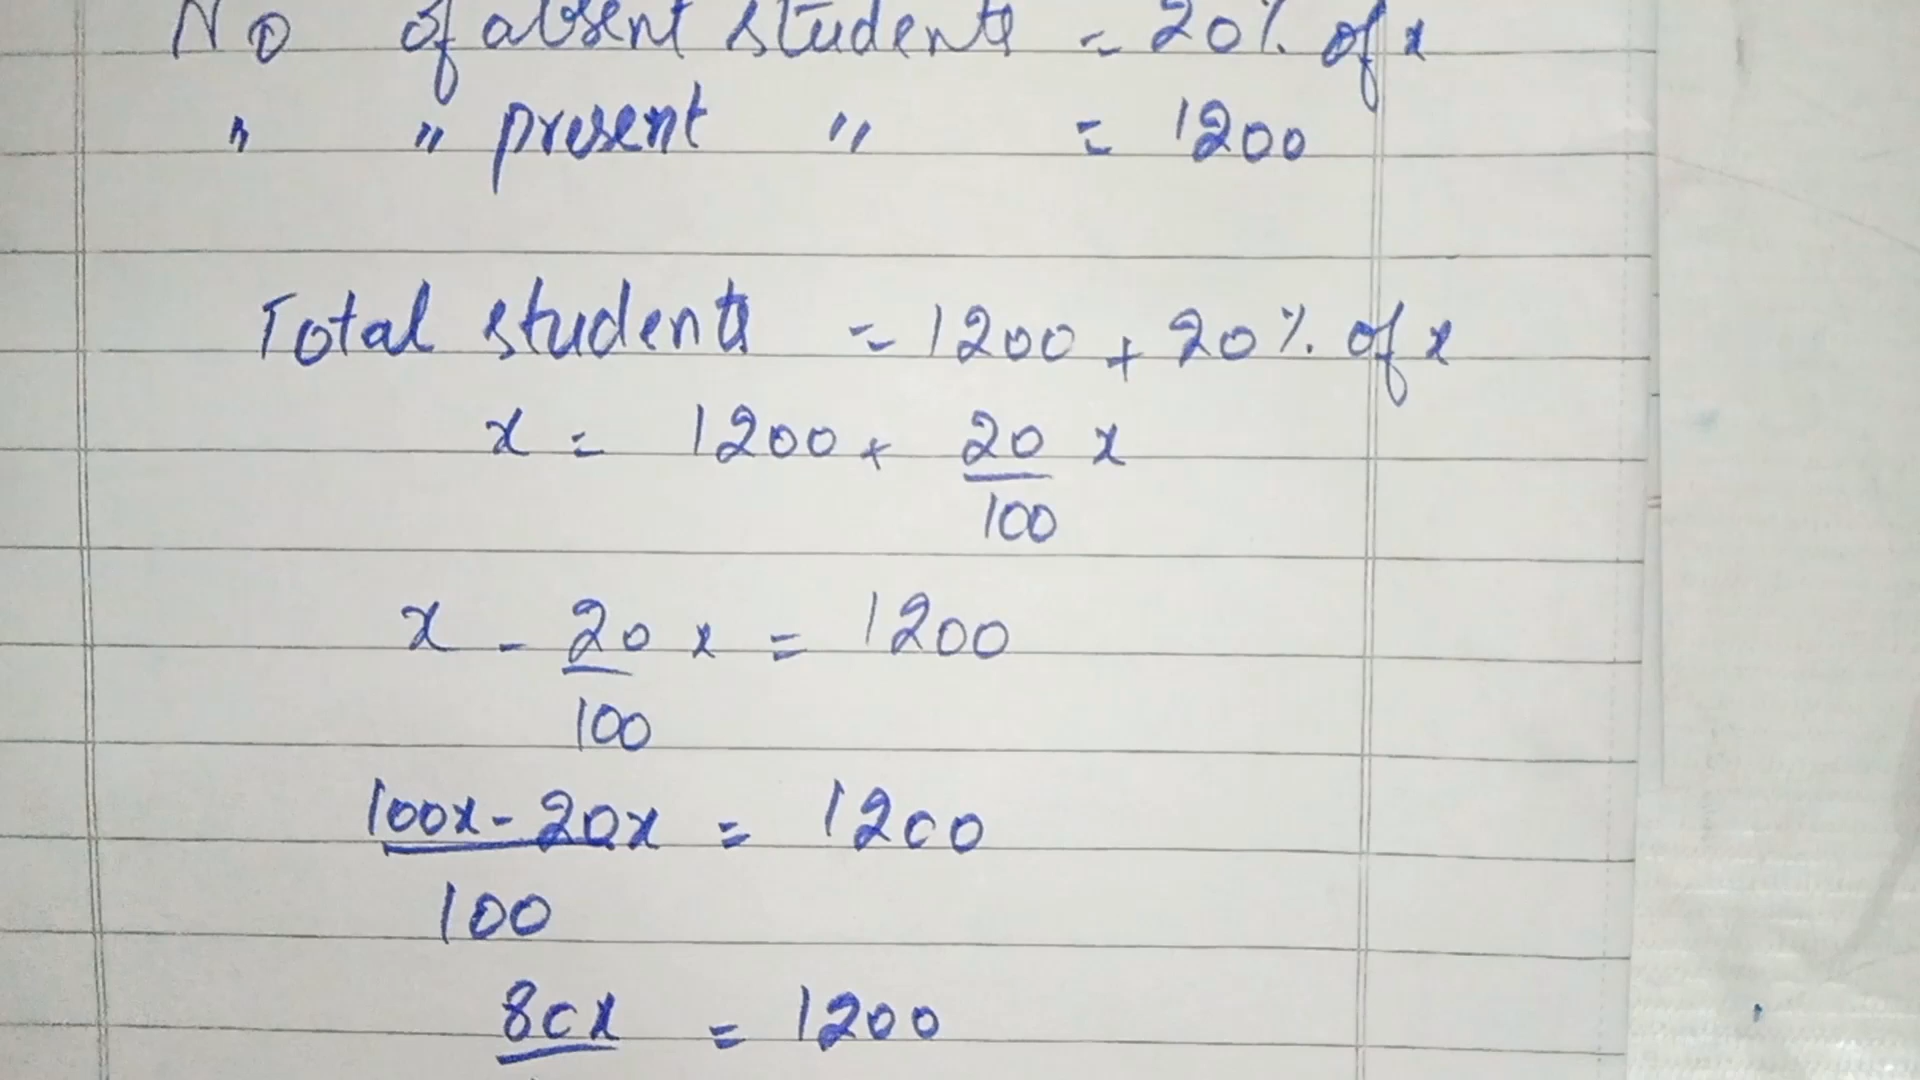 No of absent students = 20% of x
" " present " = 1200
Total students = 1200 + 20% of x
x = 1200 + 20/100 x
x - 20/100 x = 1200
100x - 20x / 100 = 1200
80x = 1200